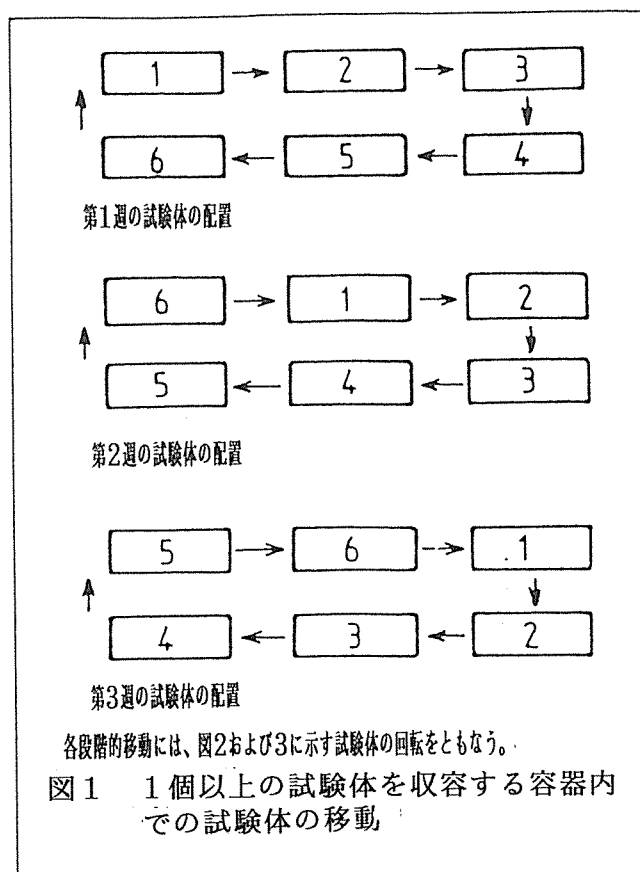 1 → 2 → 3
6 ← 5 ← 4
第1週の試験体の配置
6 → 1 → 2
5 ← 4 ← 3
第2週の試験体の配置
5 → 6 → 1
4 ← 3 ← 2
第3週の試験体の配置
各段階的移動には、図2および3に示す試験体の回転をともなう。
図1 1個以上の試験体を収容する容器内
での試験体の移動